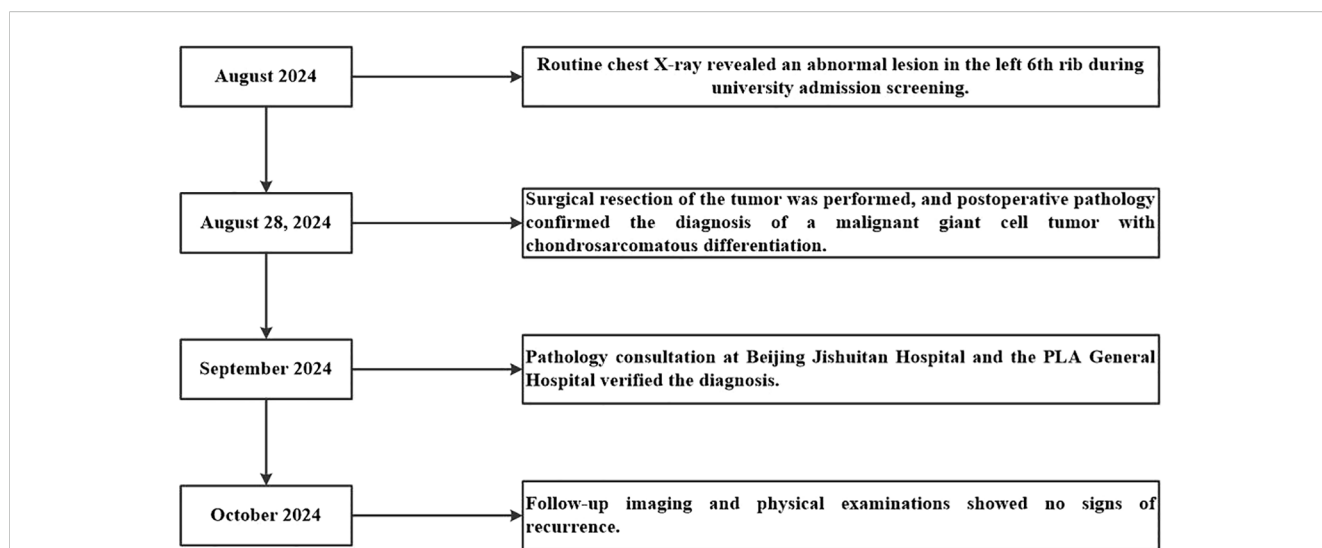 August 2024
Routine chest X-ray revealed an abnormal lesion in the left 6th rib during
university admission screening.
August 28, 2024
Surgical resection of the tumor was performed, and postoperative pathology
confirmed the diagnosis of a malignant giant cell tumor with
chondrosarcomatous differentiation.
September 2024
Pathology consultation at Beijing Jishuitan Hospital and the PLA General
Hospital verified the diagnosis.
October 2024
Follow-up imaging and physical examinations showed no signs of
recurrence.